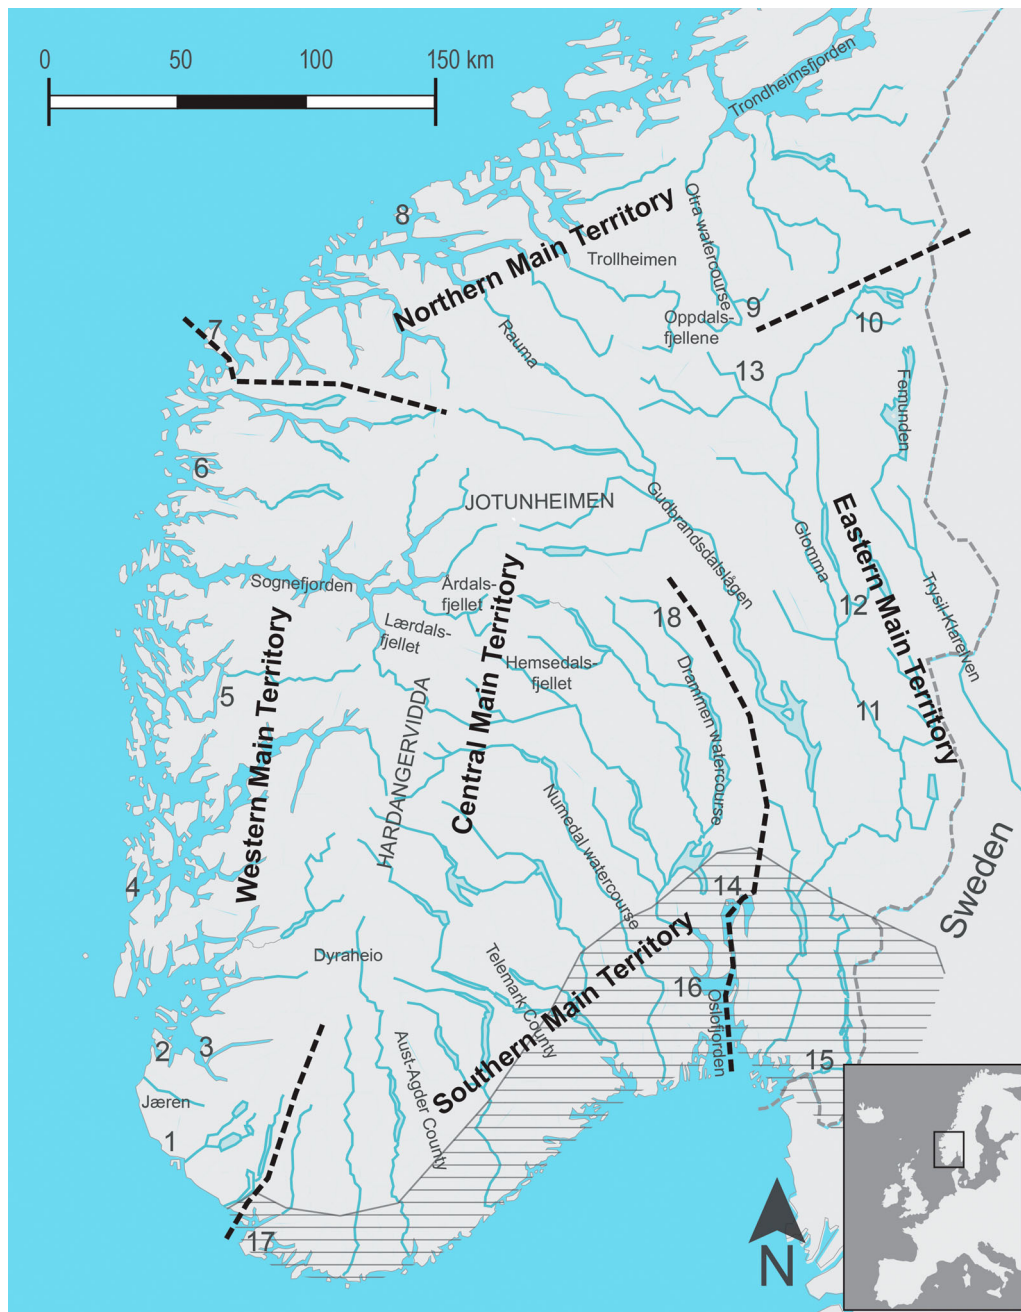 0 50 100 150 km
Trondheimsfjorden
8
Otra watercourse
Northern Main Territory
Trollheimen
9
Oppdals-
fjellene
10
7
Rauma
13
Femunden
6
JOTUNHEIMEN
Gudbrandsdalslågen
Glomma
Eastern Main Territory
Sognefjorden
Årdals-
fjellet
12
Trysil-Klarelven
18
Lærdals-
fjellet
Hemsedals-
fjellet
Central Main Territory
Western Main Territory
5
HARDANGERVIDDA
Drammen watercourse
11
Numedal watercourse
4
14
Sweden
Dyraheio
Telemark County
Southern Main Territory
16
Oslofjorden
2
3
Aust-Agder County
15
Jæren
1
17
N